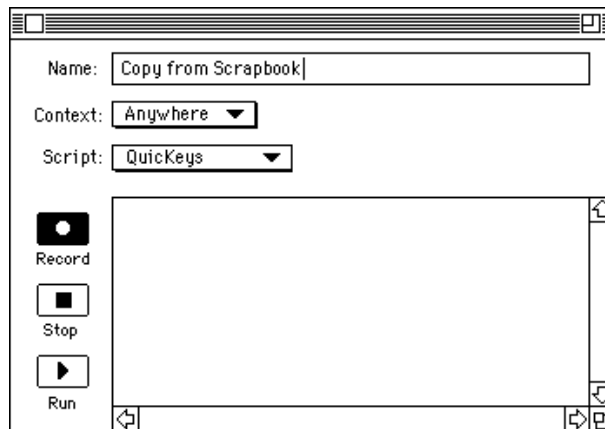 Name: Copy from Scrapbook
Context: Anywhere
Script: QuicKeys
Record
Stop
Run